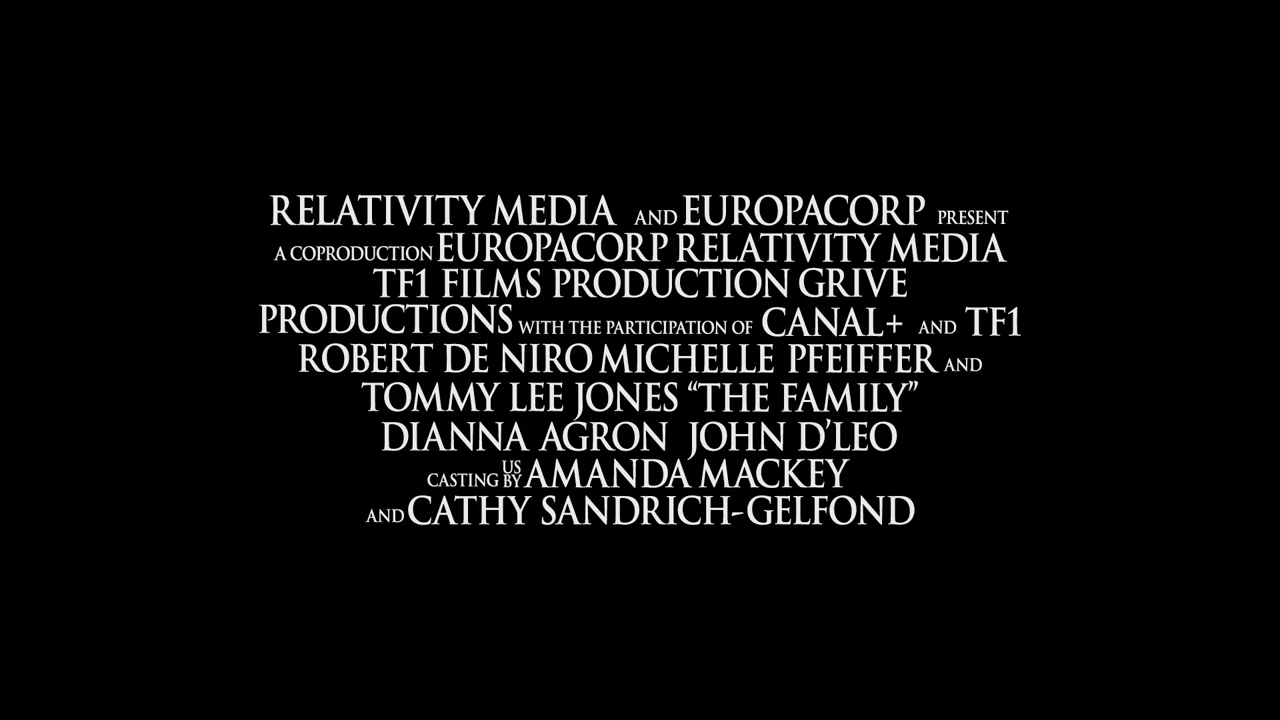 RELATIVITY MEDIA AND EUROPACORP PRESENT
A COPRODUCTION EUROPACORP RELATIVITY MEDIA
TF1 FILMS PRODUCTION GRIVE
PRODUCTIONS WITH THE PARTICIPATION OF CANAL+ AND TF1
ROBERT DE NIRO MICHELLE PFEIFFER AND
TOMMY LEE JONES “THE FAMILY”
DIANNA AGRON JOHN D’LEO
CASTING US BY AMANDA MACKEY
AND CATHY SANDRICH-GELFOND